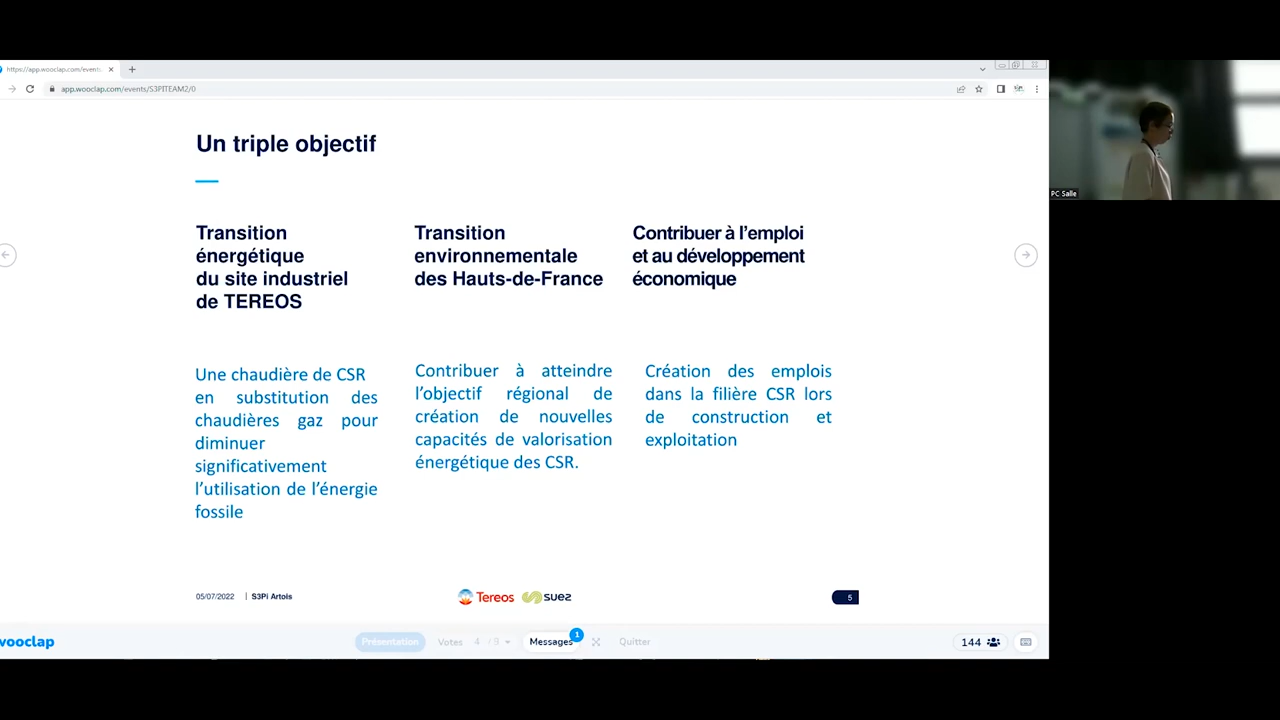 https://app.wooclap.com/events
app.wooclap.com/events/S3PITEAM2/0
PC Salle
Un triple objectif
Transition
énergétique
du site industriel
de TEREOS
Une chaudière de CSR
en substitution des
chaudières gaz pour
diminuer
significativement
l’utilisation de l’énergie
fossile
Transition
environnementale
des Hauts-de-France
Contribuer à atteindre
l’objectif régional de
création de nouvelles
capacités de valorisation
énergétique des CSR.
Contribuer à l’emploi
et au développement
économique
Création des emplois
dans la filière CSR lors
de construction et
exploitation
05/07/2022 | S3Pi Artois
Tereos suez
5
wooclap
Présentation Votes 4 / 9 Messages 1 Quitter
144